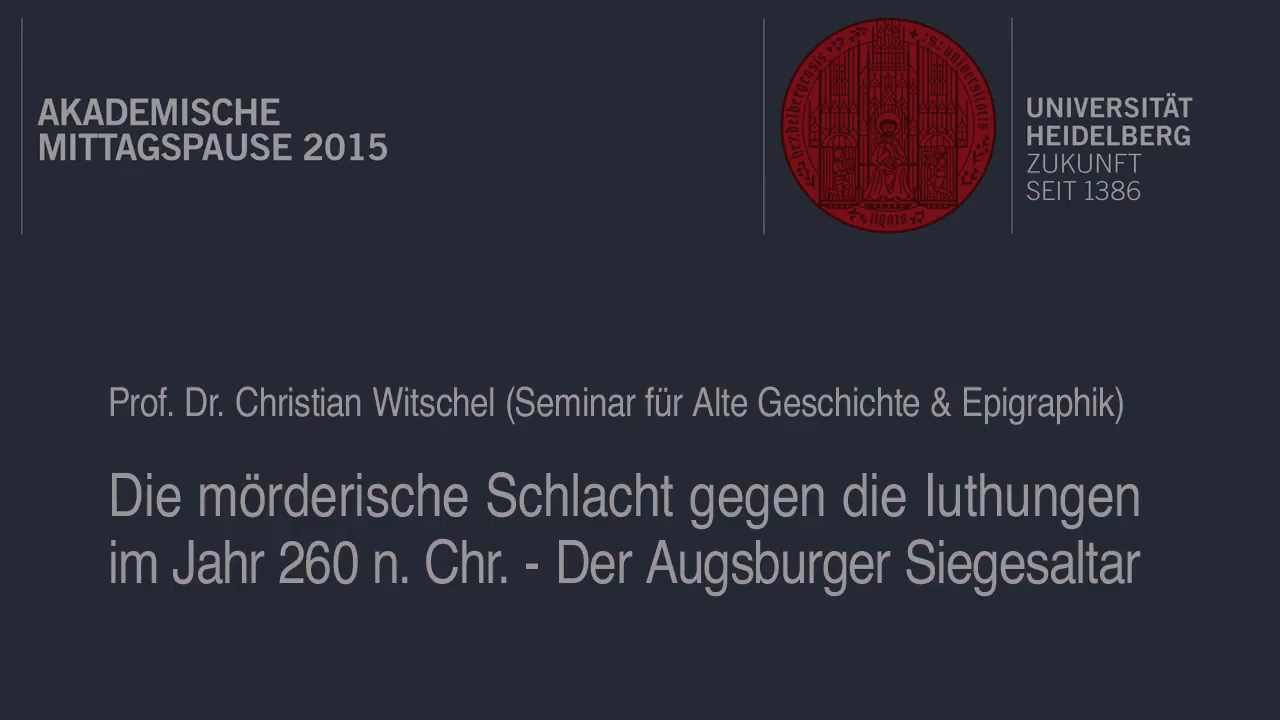 AKADEMISCHE
MITTAGSPAUSE 2015
UNIVERSITÄT
HEIDELBERG
ZUKUNFT
SEIT 1386
Prof. Dr. Christian Witschel (Seminar für Alte Geschichte & Epigraphik)
Die mörderische Schlacht gegen die Iuthungen
im Jahr 260 n. Chr. - Der Augsburger Siegesaltar